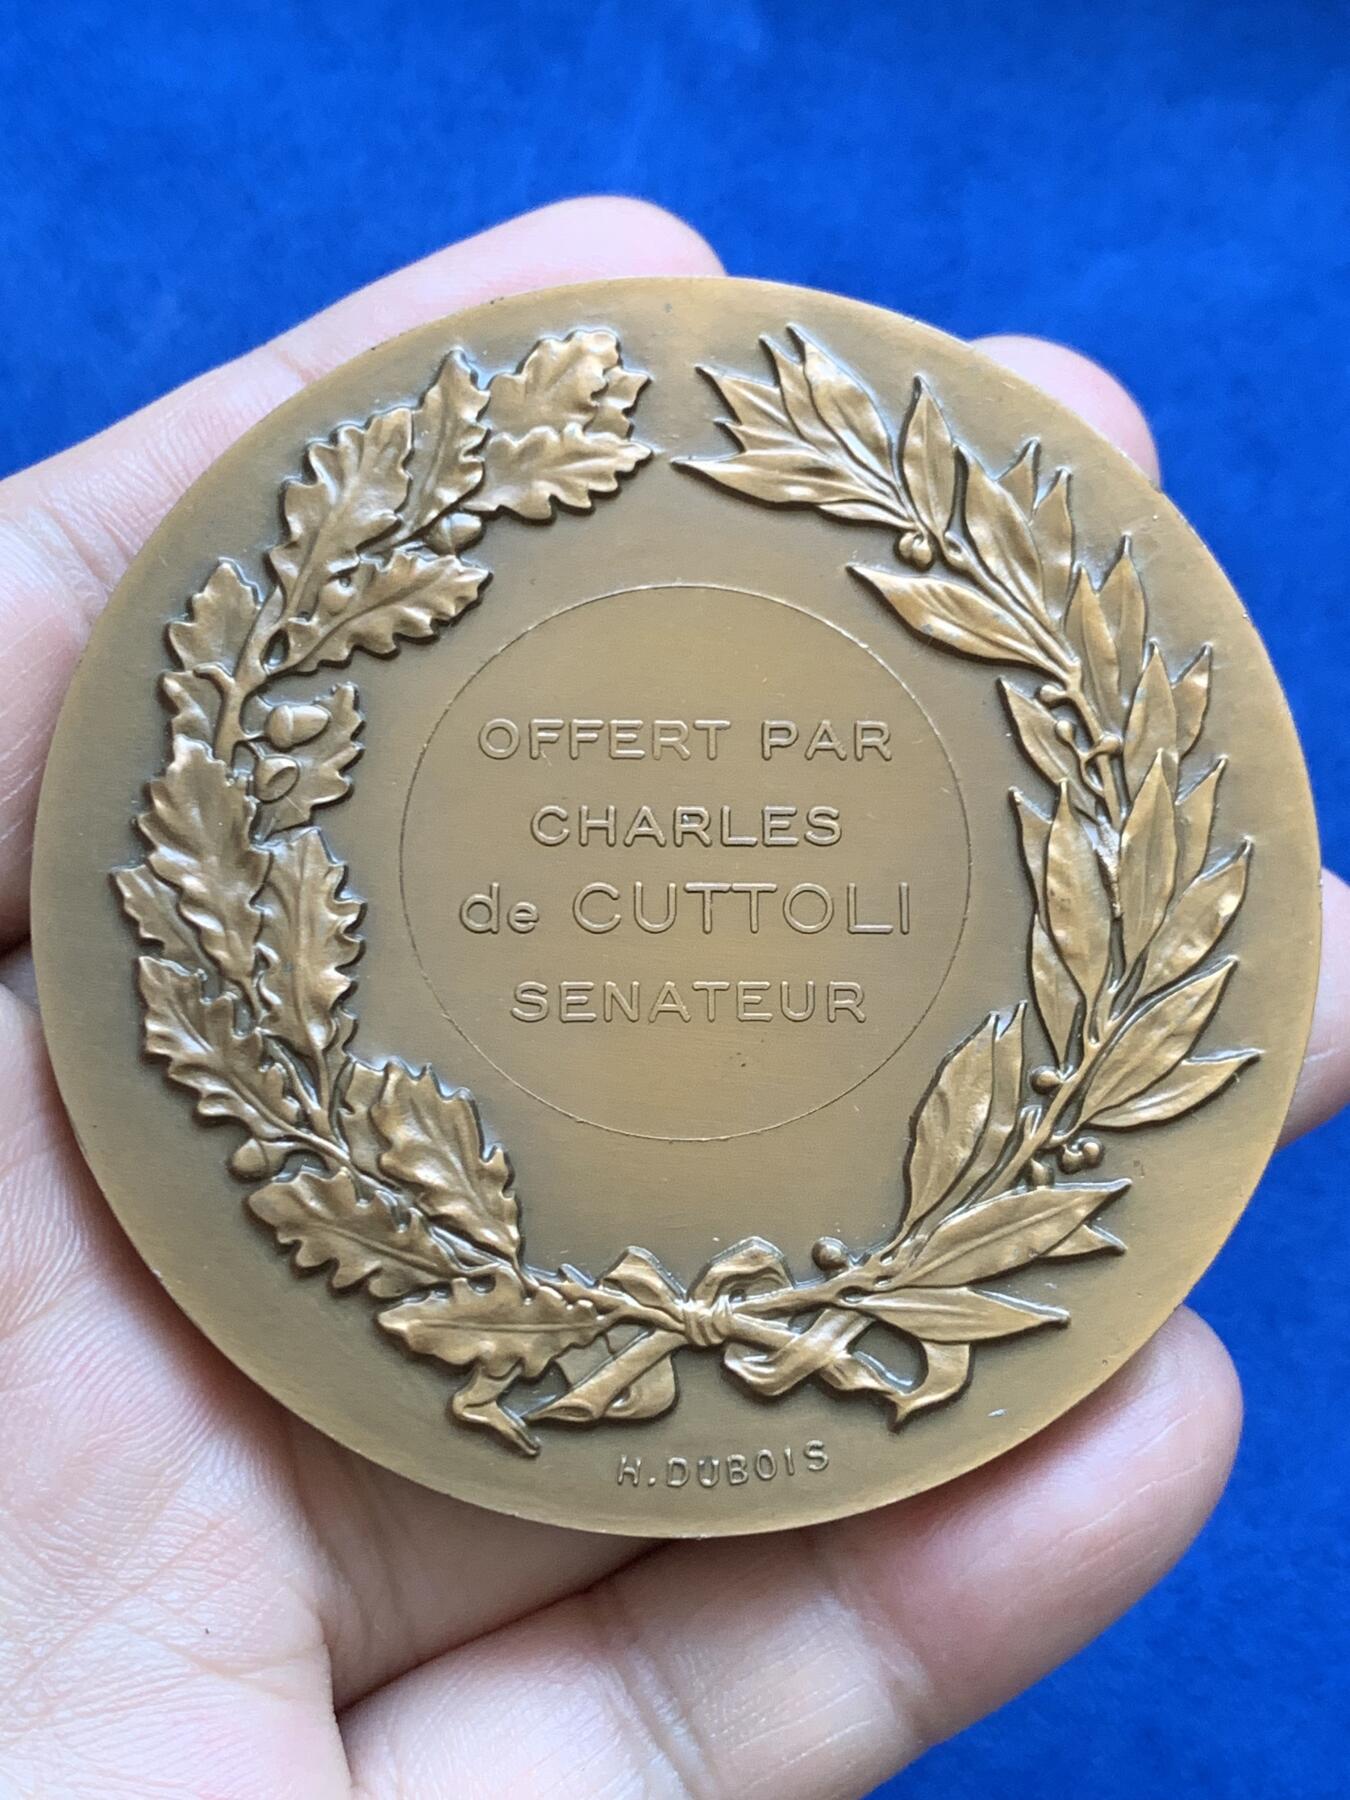 OFFERT PAR
CHARLES
de CUTTOLI
SENATEUR
H. DUBOIS